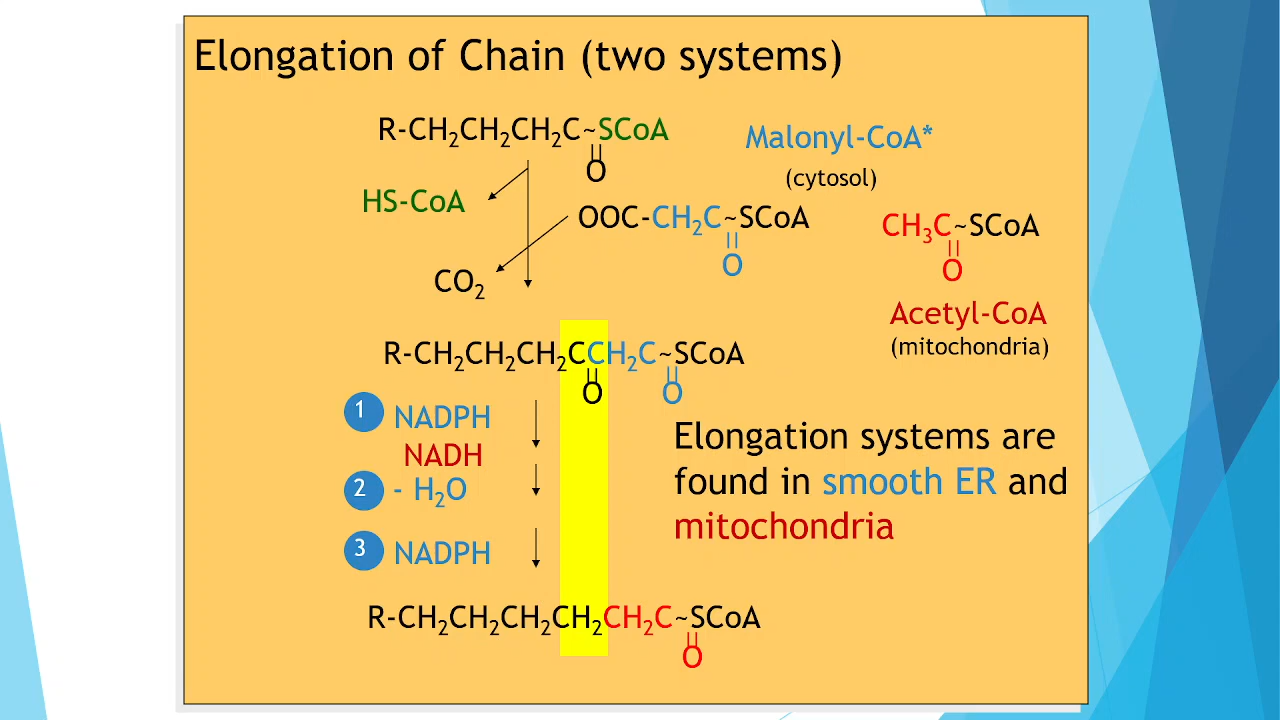 Elongation of Chain (two systems)
R-CH₂CH₂CH₂C~SCoA
O
Malonyl-CoA*
(cytosol)
HS-CoA
OOC-CH₂C~SCoA
O
CH₃C~SCoA
O
CO₂
Acetyl-CoA
(mitochondria)
R-CH₂CH₂CH₂CCH₂C~SCoA
O O
1 NADPH
NADH
2 - H₂O
3 NADPH
Elongation systems are
found in smooth ER and
mitochondria
R-CH₂CH₂CH₂CH₂CH₂C~SCoA
O